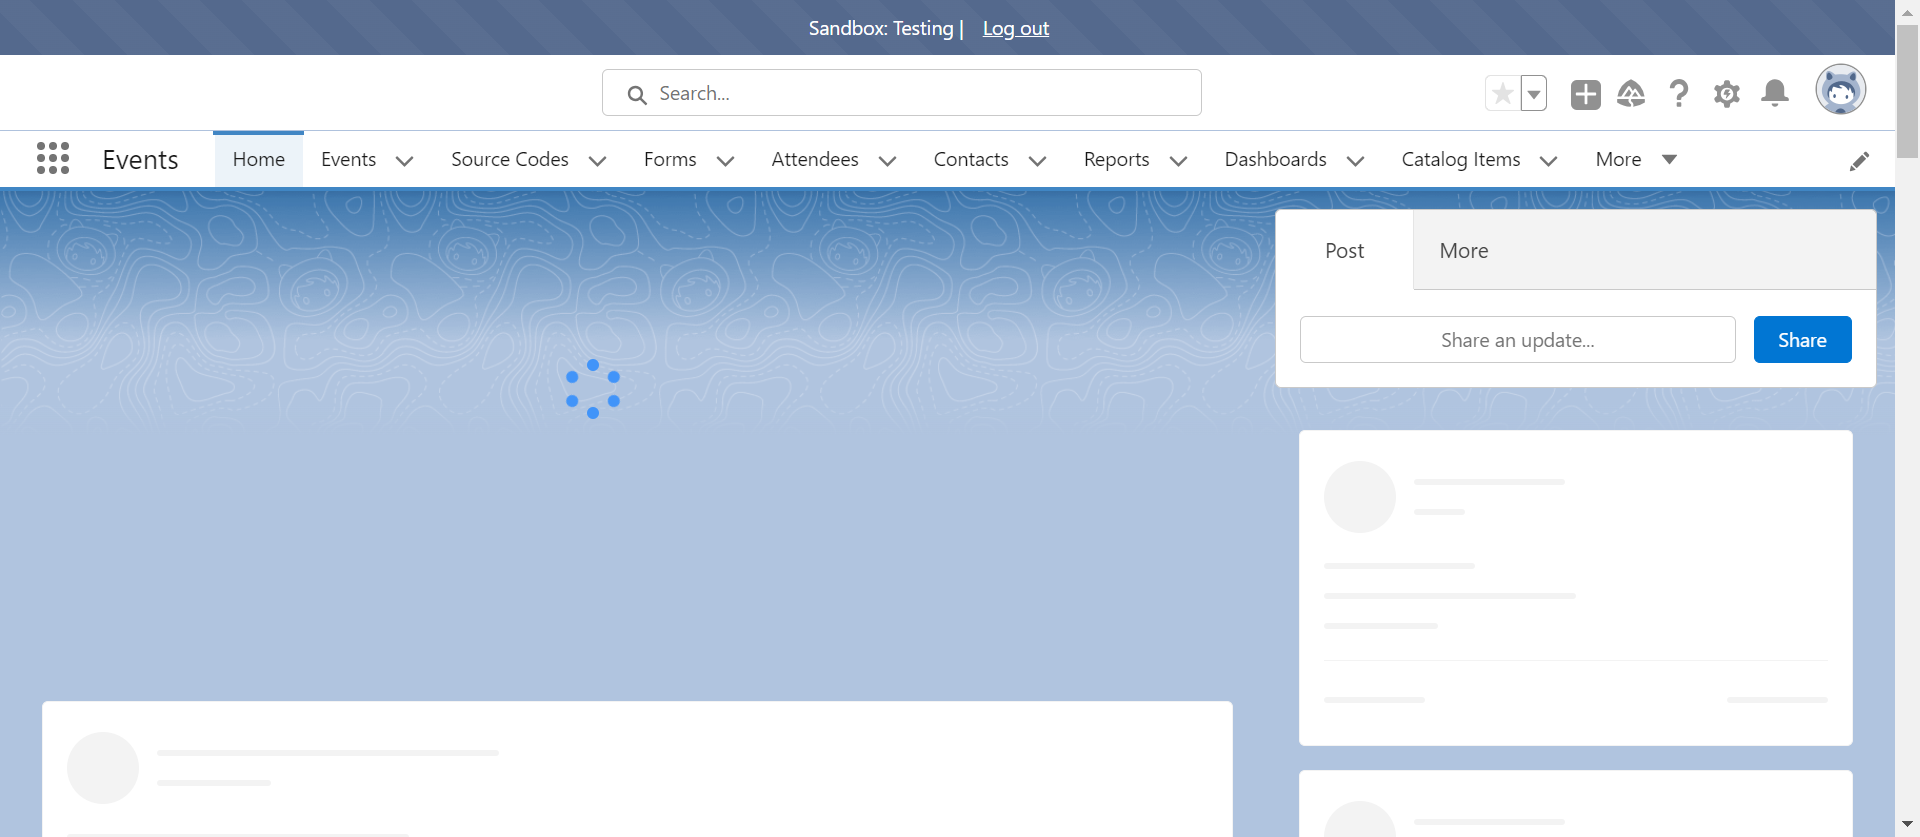 Sandbox: Testing | Log out
Search...
Events Home Events Source Codes Forms Attendees Contacts Reports Dashboards Catalog Items More
Post More
Share an update... Share